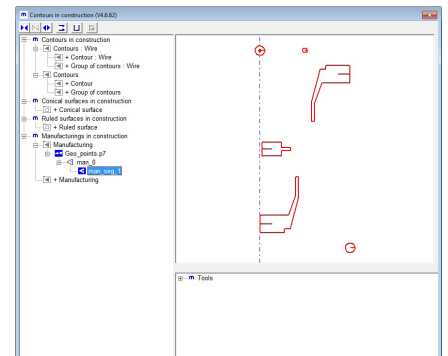 m Contours in construction (V4.8.62)
m Contours in construction
Contours : Wire
+ Contour : Wire
+ Group of contours : Wire
Contours
+ Contour
+ Group of contours
m Conical surfaces in construction
+ Conical surface
m Ruled surfaces in construction
+ Ruled surface
m Manufacturings in construction
Manufacturing
Geo_points.p7
man_0
man_seg_1
+ Manufacturing
m Tools